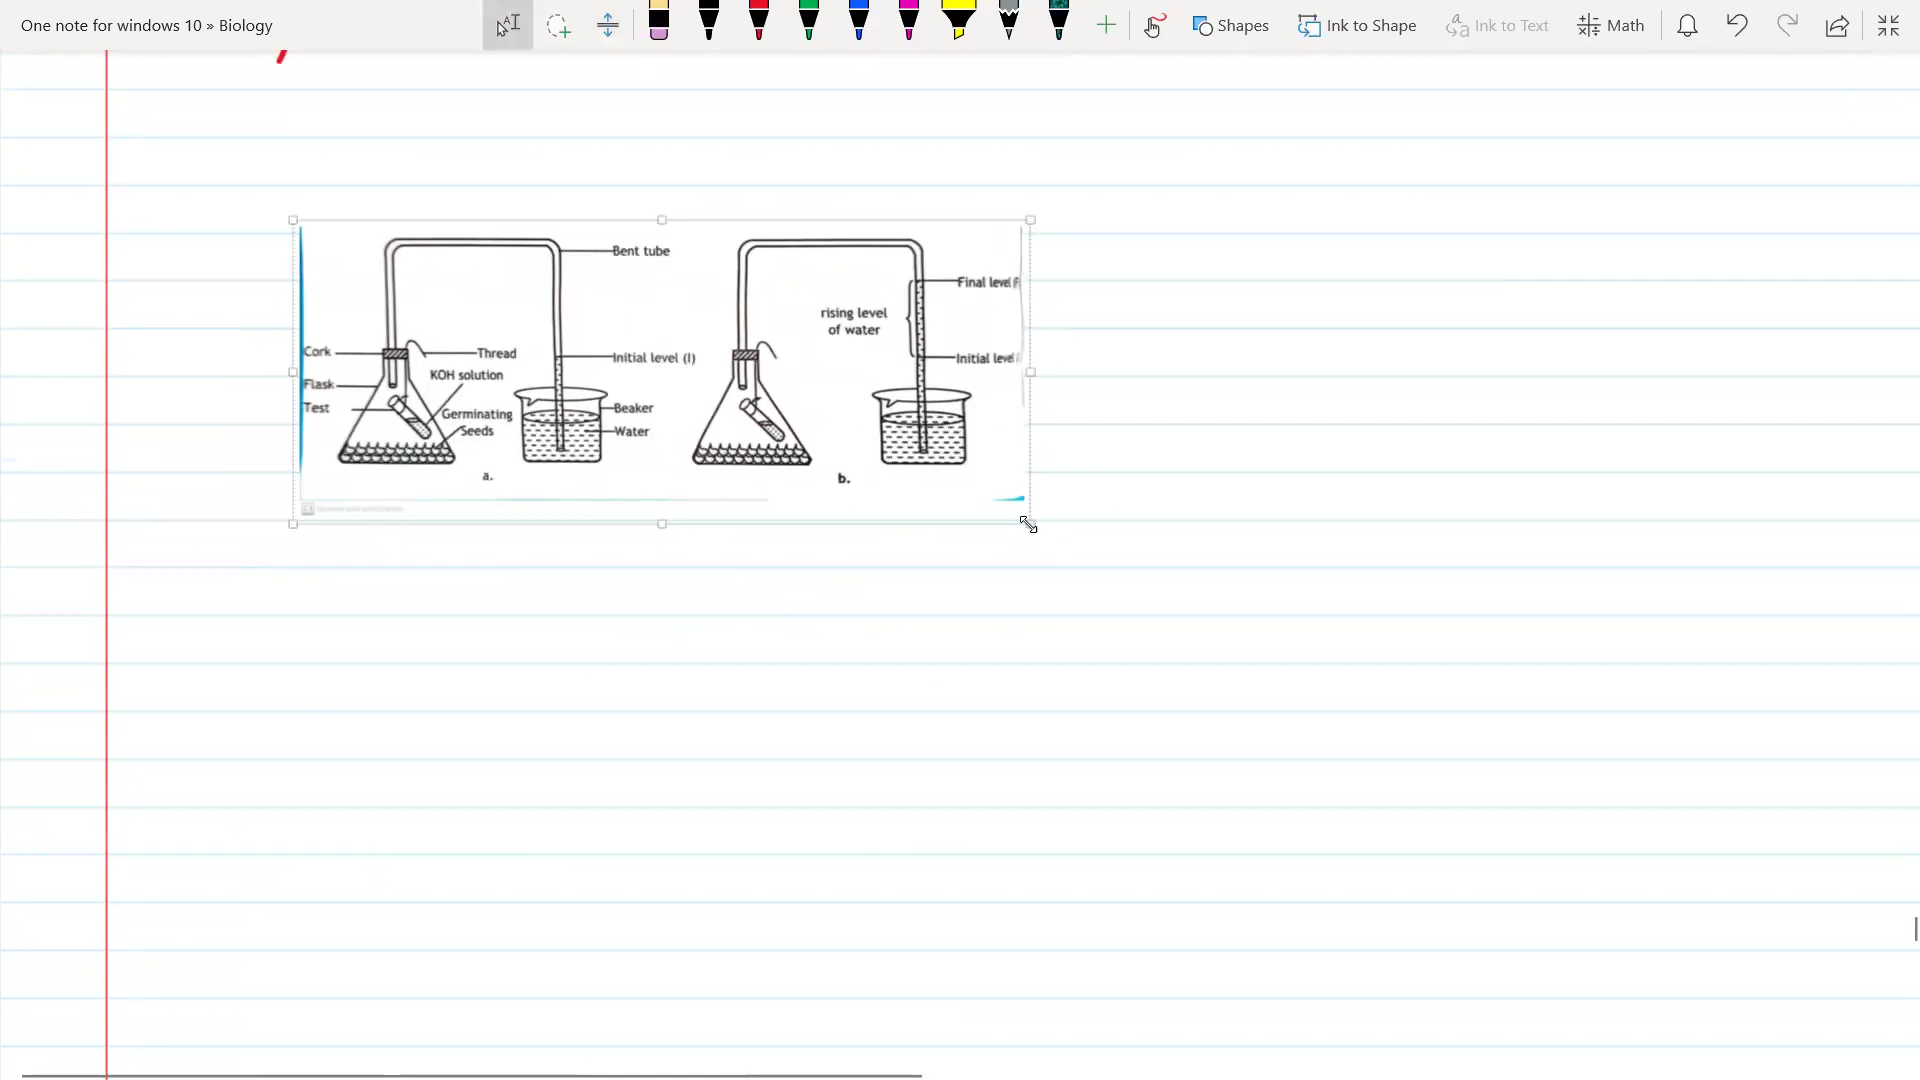 One note for windows 10 » Biology
Shapes
Ink to Shape
Ink to Text
Math
Bent tube
Final level
rising level
of water
Cork
Thread
Initial level (I)
Initial level
KOH solution
Flask
Test
Germinating
Seeds
Beaker
Water
a.
b.